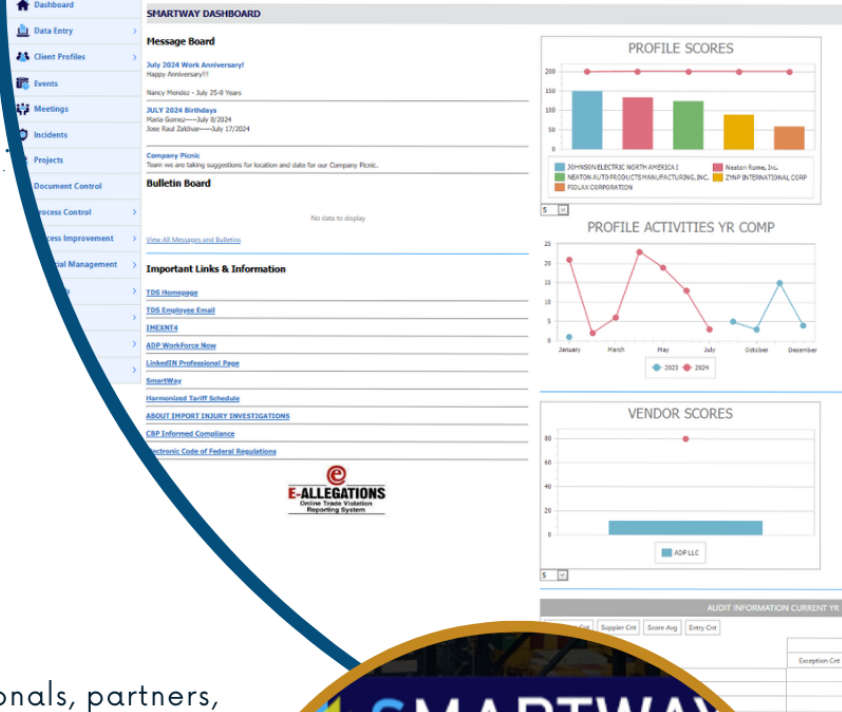 Dashboard
Data Entry
Client Profiles
Events
Meetings
Incidents
Projects
Document Control
Process Control
Improvement
Management
SMARTWAY DASHBOARD
Message Board
July 2024 Work Anniversary!
Happy Anniversary!!!
Nancy Mondez - July 25-8 Years
JULY 2024 Birthdays
Maria Gomez----July 8/2024
Jose Raul Zaldivar----July 17/2024
Company Picnic
Team we are taking suggestions for location and date for our Company Picnic.
Bulletin Board
No data to display
View All Messages and Bulletins
Important Links & Information
TDS Homepage
TDS Employee Email
IMEXNT4
ADP WorkForce Now
LinkedIN Professional Page
SmartWay
Harmonized Tariff Schedule
ABOUT IMPORT INJURY INVESTIGATIONS
CBP Informed Compliance
Electronic Code of Federal Regulations
e
E-ALLEGATIONS
Online Trade Violation
Reporting System
PROFILE SCORES
200
150
100
50
0
JOHNSON ELECTRIC NORTH AMERICA I Neaton Rome, Inc.
NEATON AUTO PRODUCTS MANUFACTURING, INC. ZYNP INTERNATIONAL CORP
PIOLAX CORPORATION
5
PROFILE ACTIVITIES YR COMP
25
20
15
10
5
0
January March May July October December
2023 2024
VENDOR SCORES
80
60
40
20
0
ADP LLC
5
AUDIT INFORMATION CURRENT YR
Cnt Supplier Cnt Score Avg Entry Cnt
Exception Cnt
onals, partners,
SMARTWAY